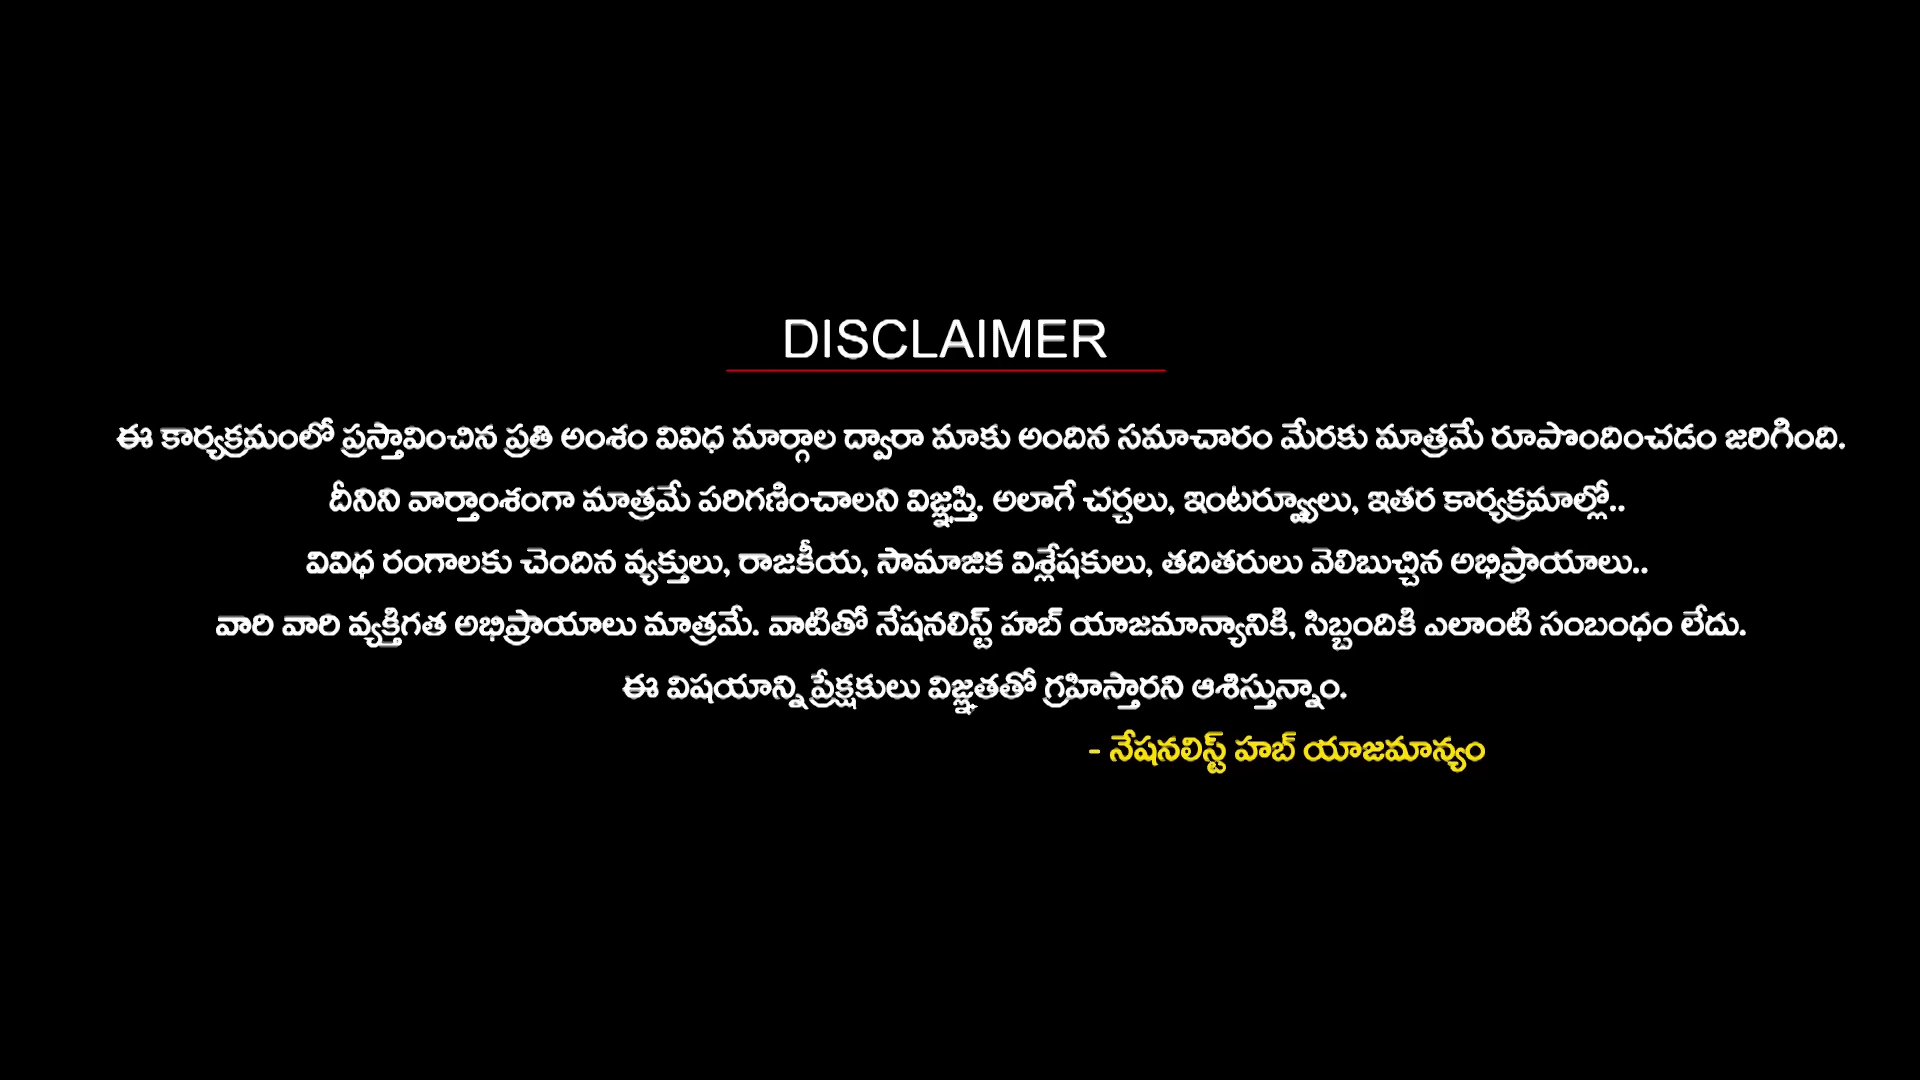 DISCLAIMER
ఈ కార్యక్రమంలో ప్రస్తావించిన ప్రతి అంశం వివిధ మార్గాల ద్వారా మాకు అందిన సమాచారం మేరకు మాత్రమే రూపొందించడం జరిగింది.
దీనిని వార్తాంశంగా మాత్రమే పరిగణించాలని విజ్ఞప్తి. అలాగే చర్చలు, ఇంటర్వ్యూలు, ఇతర కార్యక్రమాల్లో..
వివిధ రంగాలకు చెందిన వ్యక్తులు, రాజకీయ, సామాజిక విశ్లేషకులు, తదితరులు వెలిబుచ్చిన అభిప్రాయాలు..
వారి వారి వ్యక్తిగత అభిప్రాయాలు మాత్రమే. వాటితో నేషనలిస్ట్ హబ్ యాజమాన్యానికి, సిబ్బందికి ఎలాంటి సంబంధం లేదు.
ఈ విషయాన్ని ప్రేక్షకులు విజ్ఞతతో గ్రహిస్తారని ఆశిస్తున్నాం.
- నేషనలిస్ట్ హబ్ యాజమాన్యం